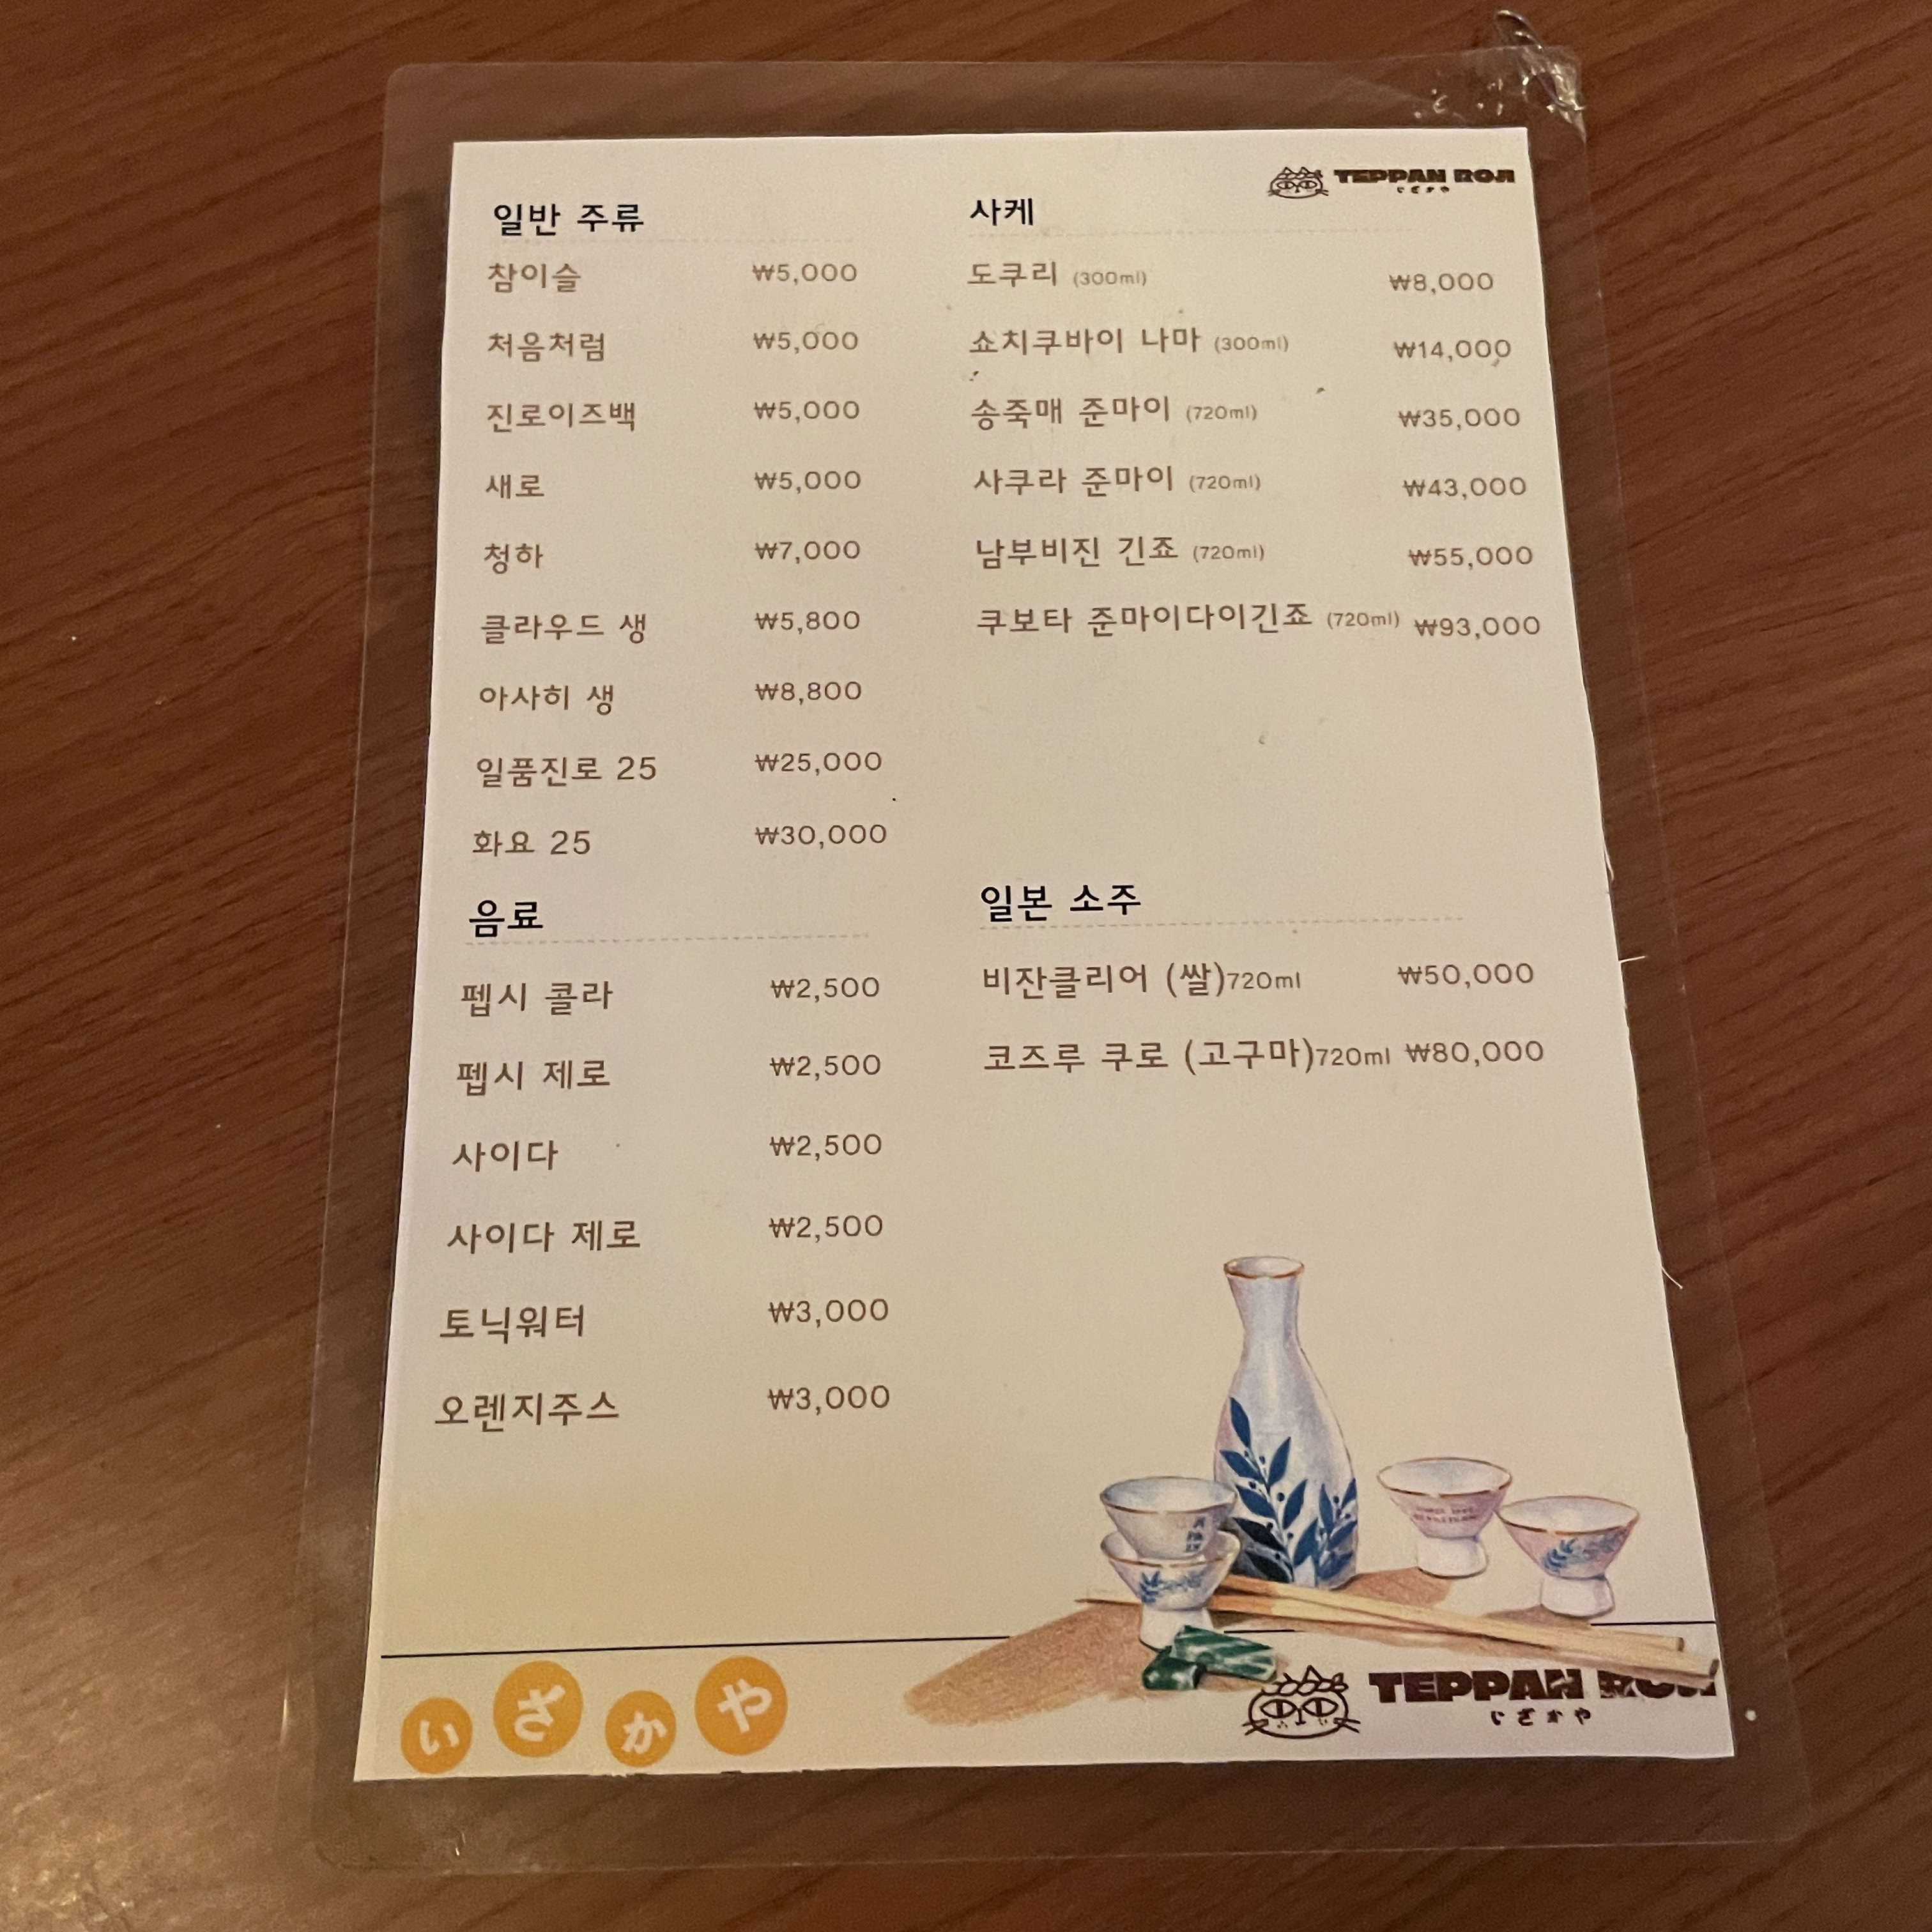 TEPPAN ROJI
いざかや
일반 주류
참이슬 ₩5,000
처음처럼 ₩5,000
진로이즈백 ₩5,000
새로 ₩5,000
청하 ₩7,000
클라우드 생 ₩5,800
아사히 생 ₩8,800
일품진로 25 ₩25,000
화요 25 ₩30,000
음료
펩시 콜라 ₩2,500
펩시 제로 ₩2,500
사이다 ₩2,500
사이다 제로 ₩2,500
토닉워터 ₩3,000
오렌지주스 ₩3,000
사케
도쿠리 (300ml) ₩8,000
쇼치쿠바이 나마 (300ml) ₩14,000
송죽매 준마이 (720ml) ₩35,000
사쿠라 준마이 (720ml) ₩43,000
남부비진 긴죠 (720ml) ₩55,000
쿠보타 준마이다이긴죠 (720ml) ₩93,000
일본 소주
비잔클리어 (쌀)720ml ₩50,000
코즈루 쿠로 (고구마)720ml ₩80,000
いざかや
TEPPAN ROJI
いざかや